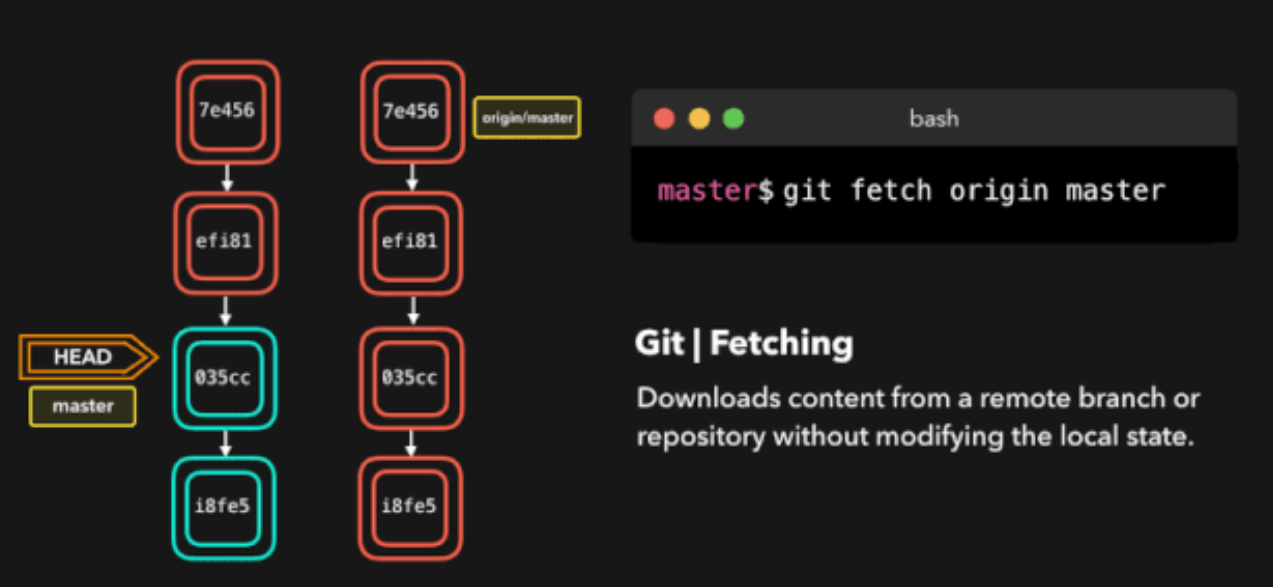 7e456
7e456
origin/master
bash
master$ git fetch origin master
efi81
efi81
Git | Fetching
HEAD
035cc
035cc
master
Downloads content from a remote branch or
repository without modifying the local state.
i8fe5
i8fe5